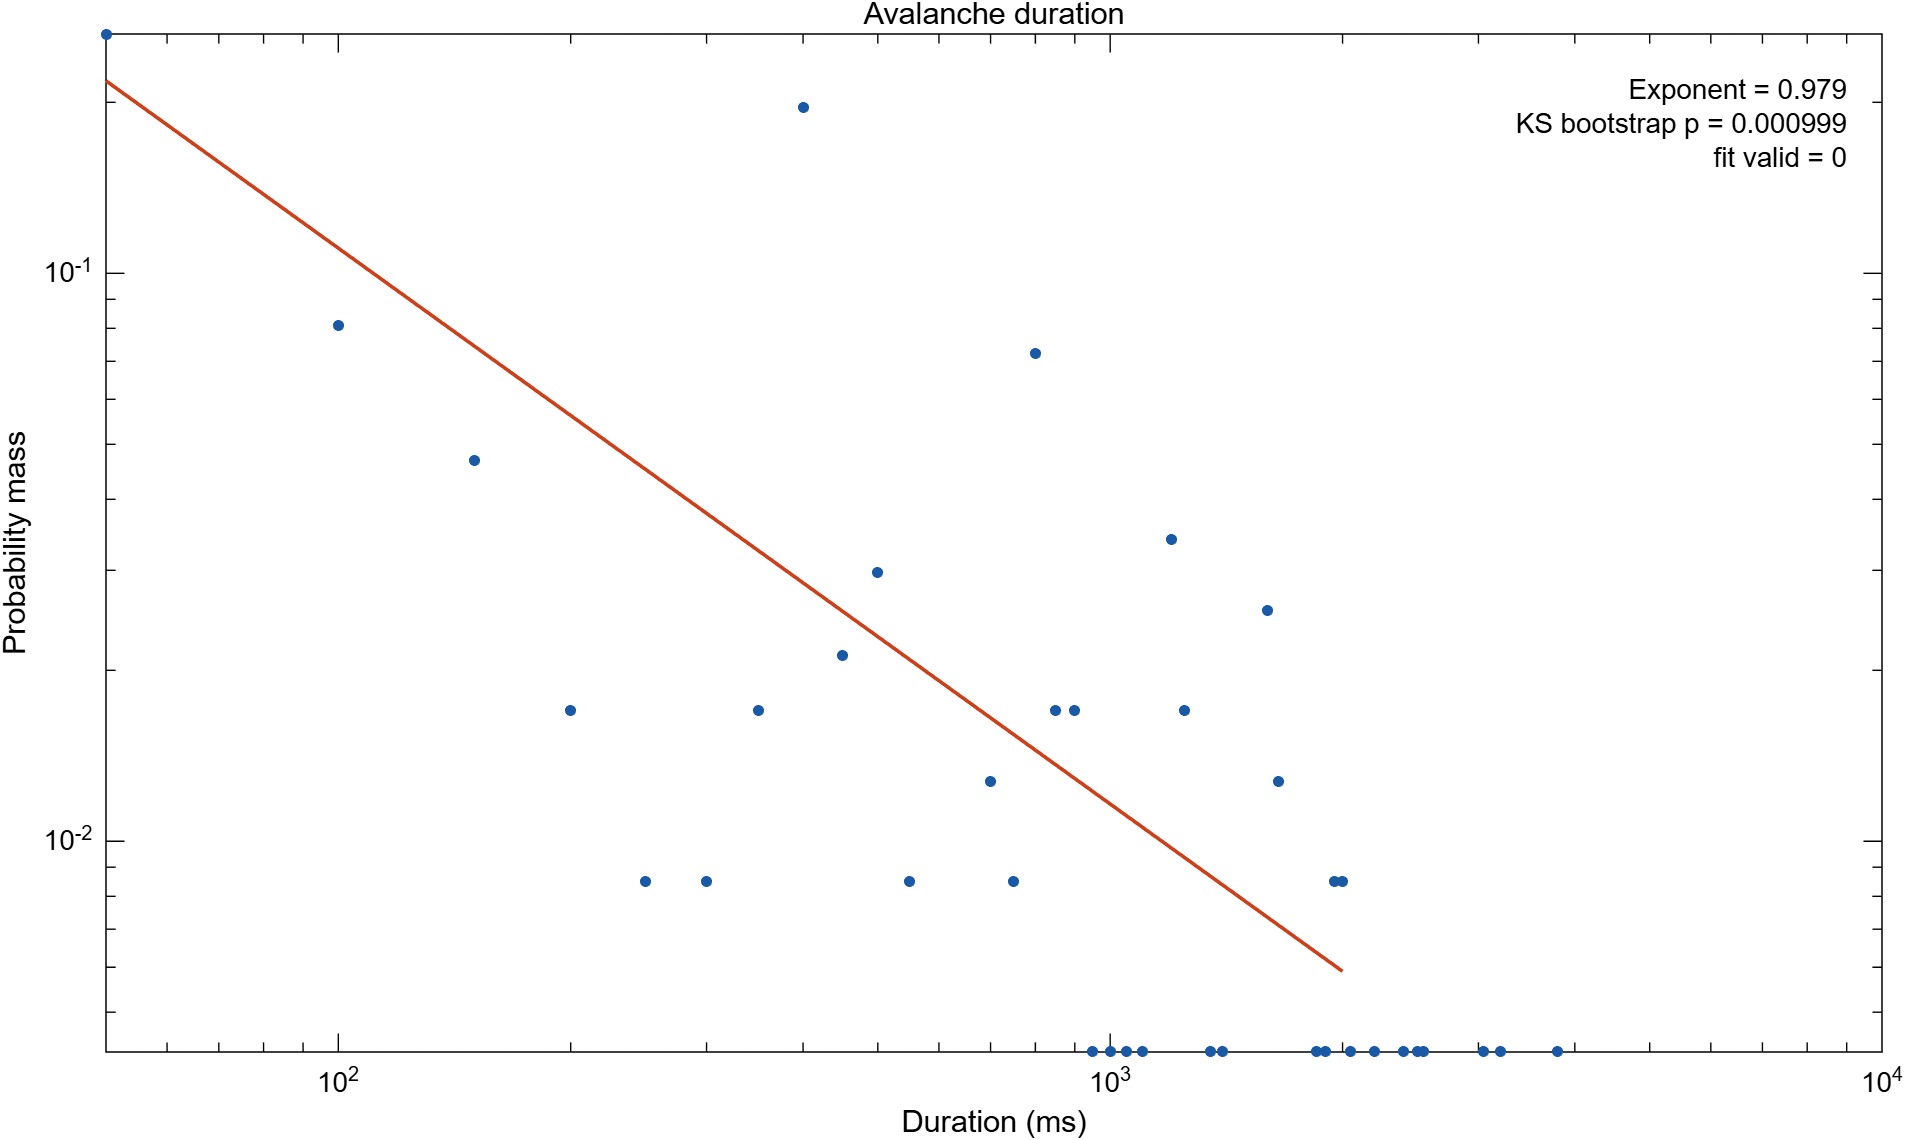 Avalanche duration
Exponent = 0.979
KS bootstrap p = 0.000999
fit valid = 0
Probability mass
10⁻¹
10⁻²
10² 10³ 10⁴
Duration (ms)